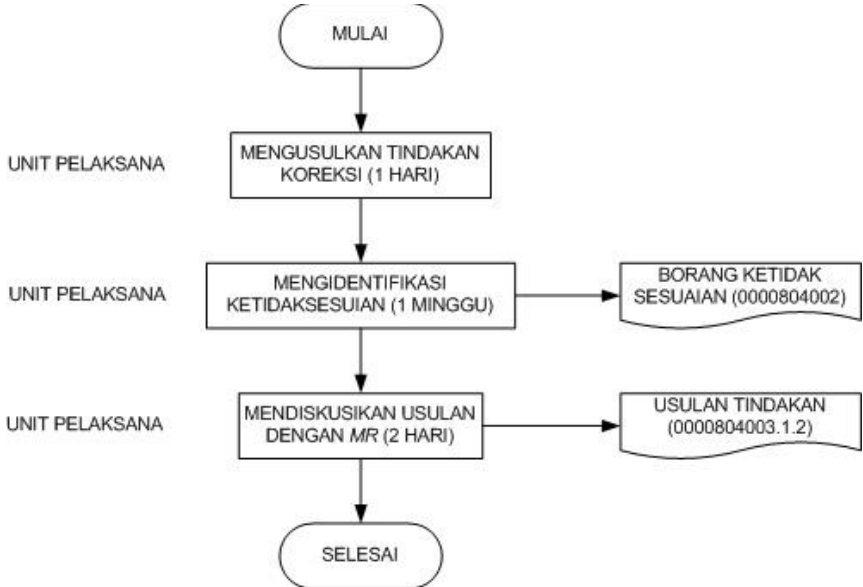 MULAI
UNIT PELAKSANA
MENGUSULKAN TINDAKAN
KOREKSI (1 HARI)
UNIT PELAKSANA
MENGIDENTIFIKASI
KETIDAKSESUIAN (1 MINGGU)
BORANG KETIDAK
SESUAIAN (0000804002)
UNIT PELAKSANA
MENDISKUSIKAN USULAN
DENGAN MR (2 HARI)
USULAN TINDAKAN
(0000804003.1.2)
SELESAI